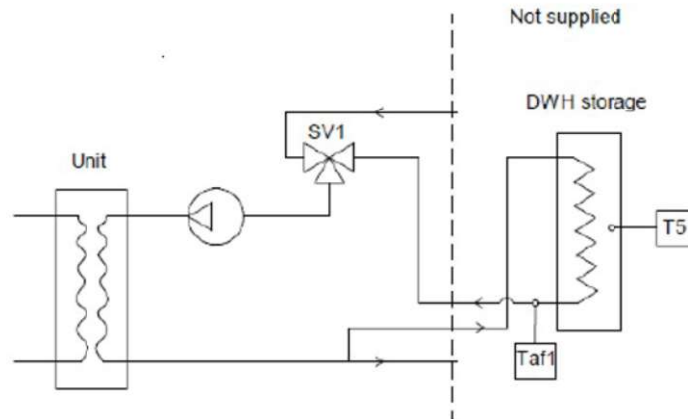 Not supplied
DWH storage
SV1
Unit
T5
Taf1